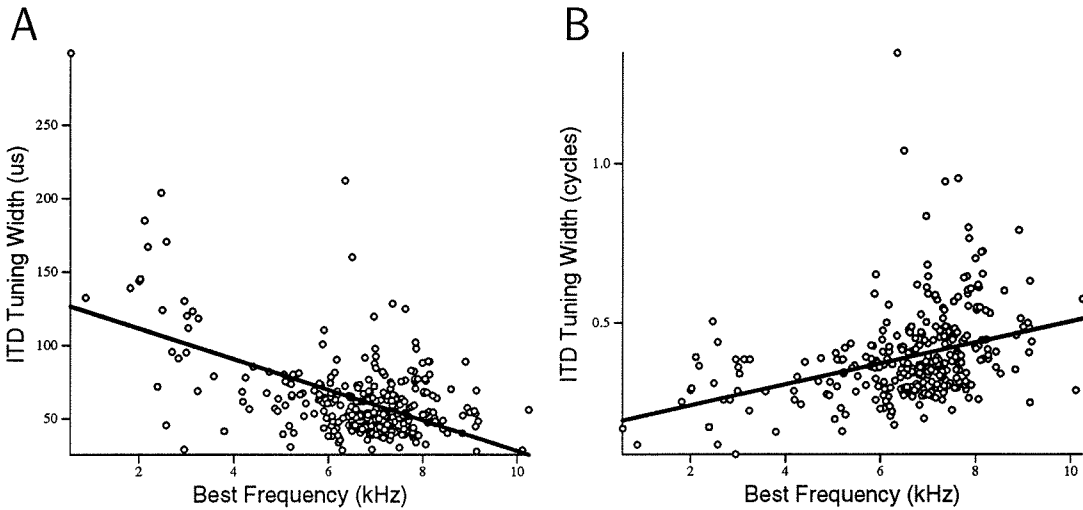 A
B
ITD Tuning Width (us)
250
200
150
100
50
2
4
6
8
10
Best Frequency (kHz)
ITD Tuning Width (cycles)
1.0
0.5
2
4
6
8
10
Best Frequency (kHz)